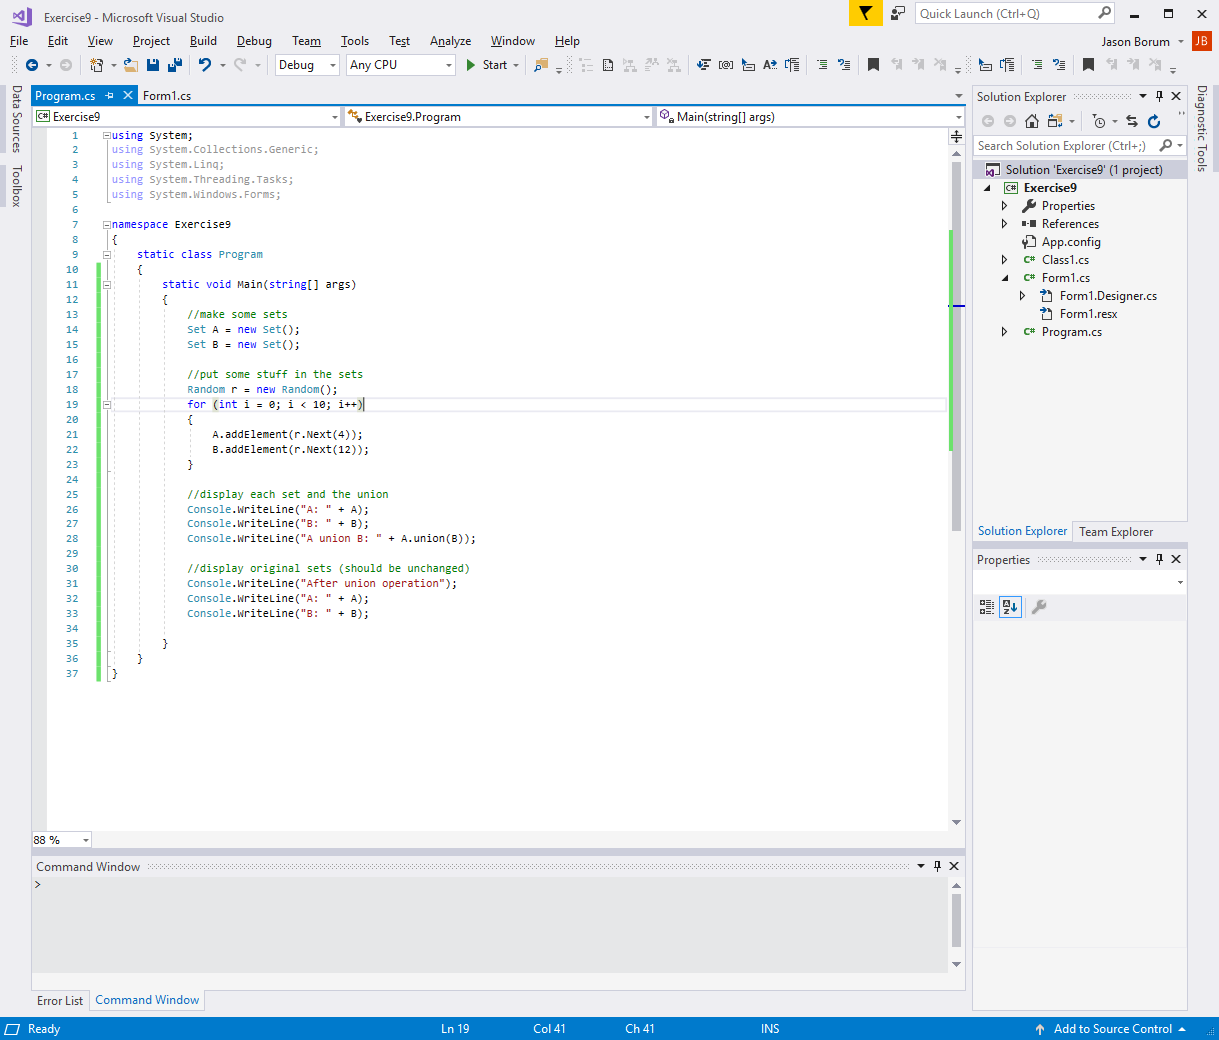 Exercise9 - Microsoft Visual Studio
Quick Launch (Ctrl+Q)
File Edit View Project Build Debug Team Tools Test Analyze Window Help
Jason Borum JB
Debug Any CPU Start
Data Sources
Toolbox
Program.cs Form1.cs
C# Exercise9 Exercise9.Program Main(string[] args)
1 using System;
2 using System.Collections.Generic;
3 using System.Linq;
4 using System.Threading.Tasks;
5 using System.Windows.Forms;
6
7 namespace Exercise9
8 {
9 static class Program
10 {
11 static void Main(string[] args)
12 {
13 //make some sets
14 Set A = new Set();
15 Set B = new Set();
16
17 //put some stuff in the sets
18 Random r = new Random();
19 for (int i = 0; i < 10; i++)
20 {
21 A.addElement(r.Next(4));
22 B.addElement(r.Next(12));
23 }
24
25 //display each set and the union
26 Console.WriteLine("A: " + A);
27 Console.WriteLine("B: " + B);
28 Console.WriteLine("A union B: " + A.union(B));
29
30 //display original sets (should be unchanged)
31 Console.WriteLine("After union operation");
32 Console.WriteLine("A: " + A);
33 Console.WriteLine("B: " + B);
34
35 }
36 }
37 }
88 %
Command Window
>
Error List Command Window
Solution Explorer
Search Solution Explorer (Ctrl+;)
Solution 'Exercise9' (1 project)
C# Exercise9
Properties
References
App.config
C# Class1.cs
C# Form1.cs
Form1.Designer.cs
Form1.resx
C# Program.cs
Solution Explorer Team Explorer
Properties
Diagnostic Tools
Ready Ln 19 Col 41 Ch 41 INS Add to Source Control